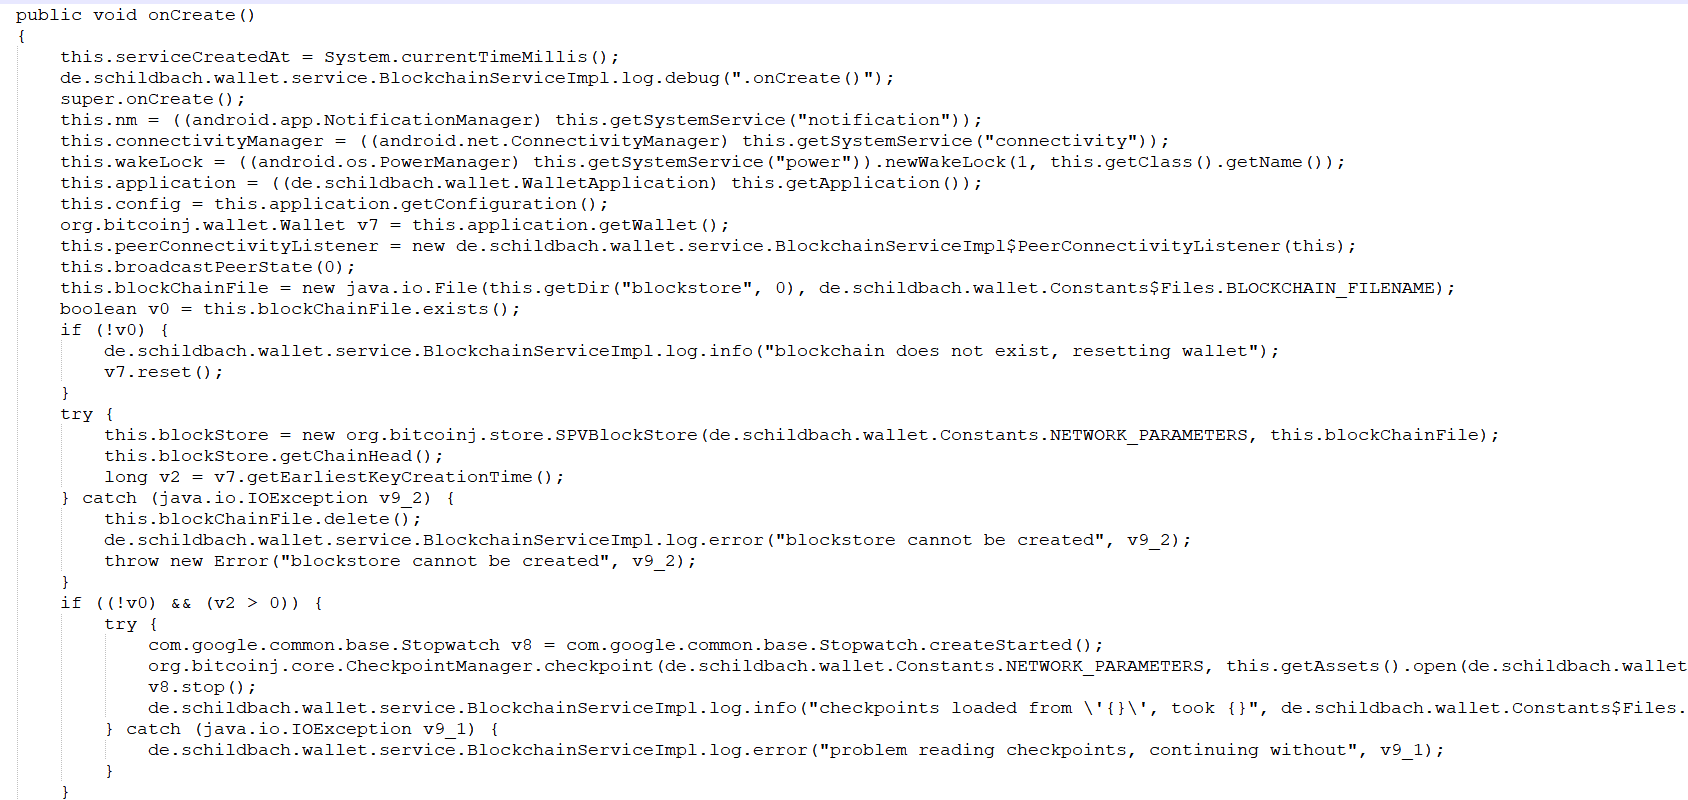 public void onCreate()
{
    this.serviceCreatedAt = System.currentTimeMillis();
    de.schildbach.wallet.service.BlockchainServiceImpl.log.debug(".onCreate()");
    super.onCreate();
    this.nm = ((android.app.NotificationManager) this.getSystemService("notification"));
    this.connectivityManager = ((android.net.ConnectivityManager) this.getSystemService("connectivity"));
    this.wakeLock = ((android.os.PowerManager) this.getSystemService("power")).newWakeLock(1, this.getClass().getName());
    this.application = ((de.schildbach.wallet.WalletApplication) this.getApplication());
    this.config = this.application.getConfiguration();
    org.bitcoinj.wallet.Wallet v7 = this.application.getWallet();
    this.peerConnectivityListener = new de.schildbach.wallet.service.BlockchainServiceImpl$PeerConnectivityListener(this);
    this.broadcastPeerState(0);
    this.blockChainFile = new java.io.File(this.getDir("blockstore", 0), de.schildbach.wallet.Constants$Files.BLOCKCHAIN_FILENAME);
    boolean v0 = this.blockChainFile.exists();
    if (!v0) {
        de.schildbach.wallet.service.BlockchainServiceImpl.log.info("blockchain does not exist, resetting wallet");
        v7.reset();
    }
    try {
        this.blockStore = new org.bitcoinj.store.SPVBlockStore(de.schildbach.wallet.Constants.NETWORK_PARAMETERS, this.blockChainFile);
        this.blockStore.getChainHead();
        long v2 = v7.getEarliestKeyCreationTime();
    } catch (java.io.IOException v9_2) {
        this.blockChainFile.delete();
        de.schildbach.wallet.service.BlockchainServiceImpl.log.error("blockstore cannot be created", v9_2);
        throw new Error("blockstore cannot be created", v9_2);
    }
    if ((!v0) && (v2 > 0)) {
        try {
            com.google.common.base.Stopwatch v8 = com.google.common.base.Stopwatch.createStarted();
            org.bitcoinj.core.CheckpointManager.checkpoint(de.schildbach.wallet.Constants.NETWORK_PARAMETERS, this.getAssets().open(de.schildbach.wallet
            v8.stop();
            de.schildbach.wallet.service.BlockchainServiceImpl.log.info("checkpoints loaded from \'{}\', took {}", de.schildbach.wallet.Constants$Files.
        } catch (java.io.IOException v9_1) {
            de.schildbach.wallet.service.BlockchainServiceImpl.log.error("problem reading checkpoints, continuing without", v9_1);
        }
    }